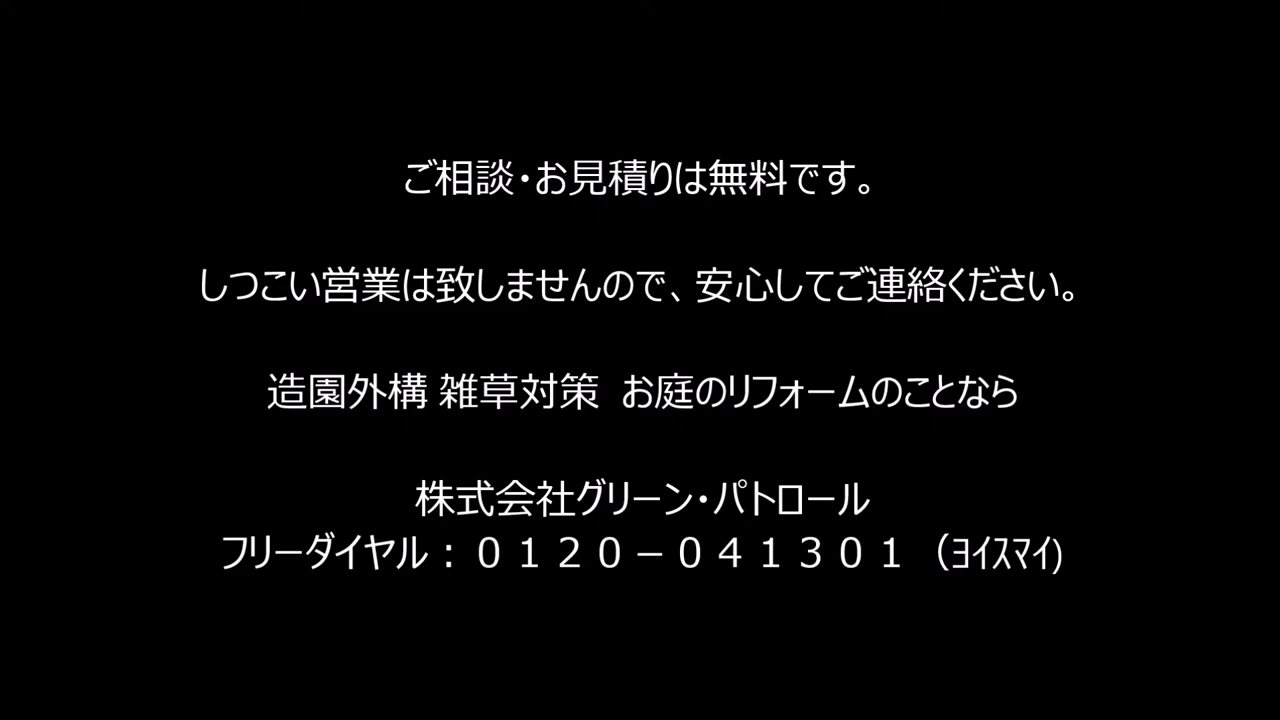 ご相談・お見積りは無料です。
しつこい営業は致しませんので、安心してご連絡ください。
造園外構 雑草対策  お庭のリフォームのことなら
株式会社グリーン・パトロール
フリーダイヤル：０１２０－０４１３０１ （ﾖｲｽﾏｲ)